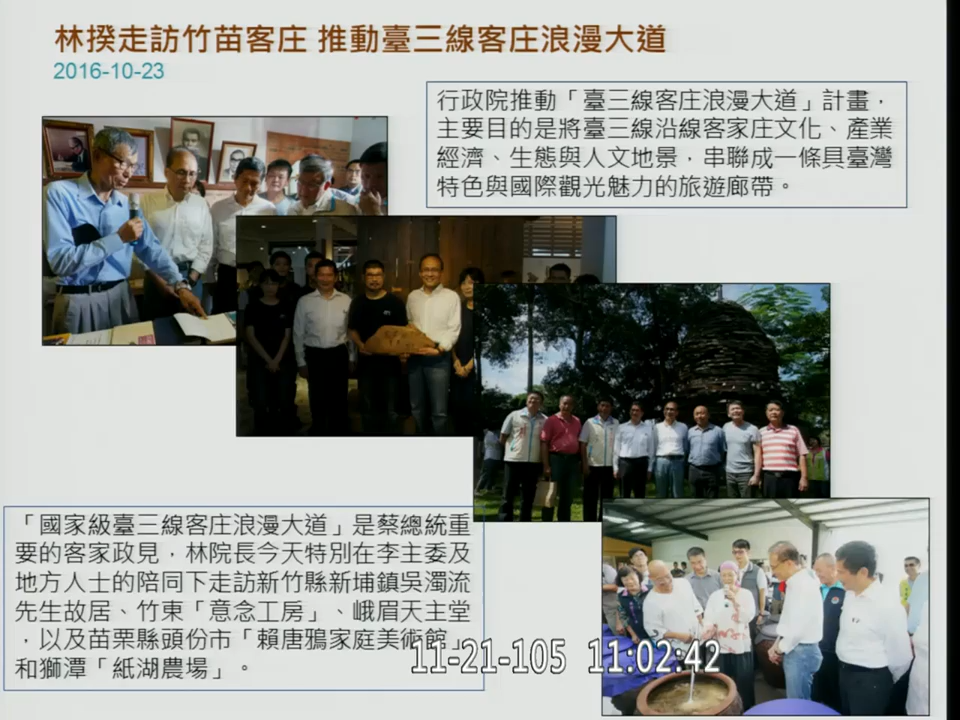 林揆走訪竹苗客庄 推動臺三線客庄浪漫大道
2016-10-23
行政院推動「臺三線客庄浪漫大道」計畫，
主要目的是將臺三線沿線客家庄文化、產業
經濟、生態與人文地景，串聯成一條具臺灣
特色與國際觀光魅力的旅遊廊帶。
「國家級臺三線客庄浪漫大道」是蔡總統重
要的客家政見，林院長今天特別在李主委及
地方人士的陪同下走訪新竹縣新埔鎮吳濁流
先生故居、竹東「意念工房」、峨眉天主堂
，以及苗栗縣頭份市「賴唐鴉家庭美術館」
和獅潭「紙湖農場」。
11-21-105 11:02:42